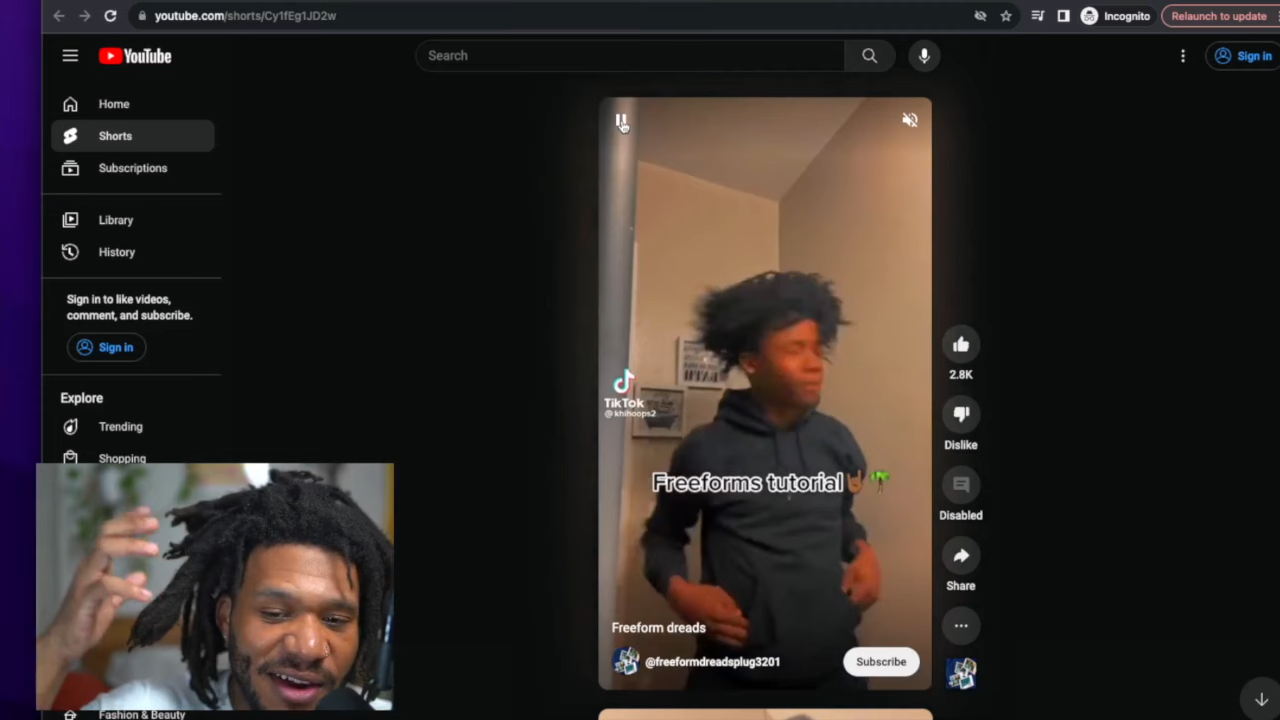 youtube.com/shorts/Cy1fEg1JD2w
Incognito
Relaunch to update
YouTube
Search
Sign in
Home
Shorts
Subscriptions
Library
History
Sign in to like videos,
comment, and subscribe.
Sign in
Explore
Trending
Shopping
Fashion & Beauty
TikTok
@khihoops2
Freeforms tutorial🤘🏾🌴
Freeform dreads
@freeformdreadsplug3201
Subscribe
2.8K
Dislike
Disabled
Share